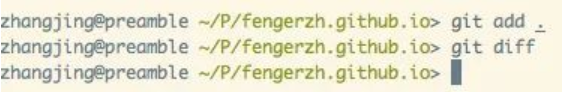 zhangjing@preamble ~/P/fengerzh.github.io> git add .
zhangjing@preamble ~/P/fengerzh.github.io> git diff
zhangjing@preamble ~/P/fengerzh.github.io>